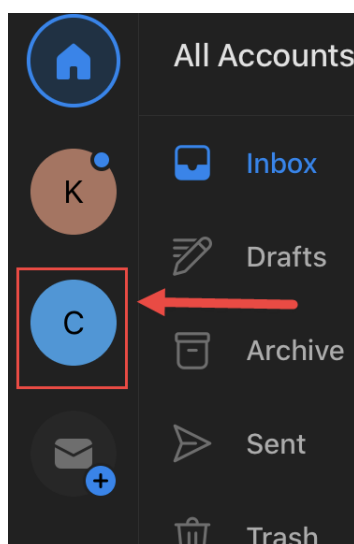 All Accounts
K
Inbox
Drafts
C
Archive
Sent
Trash